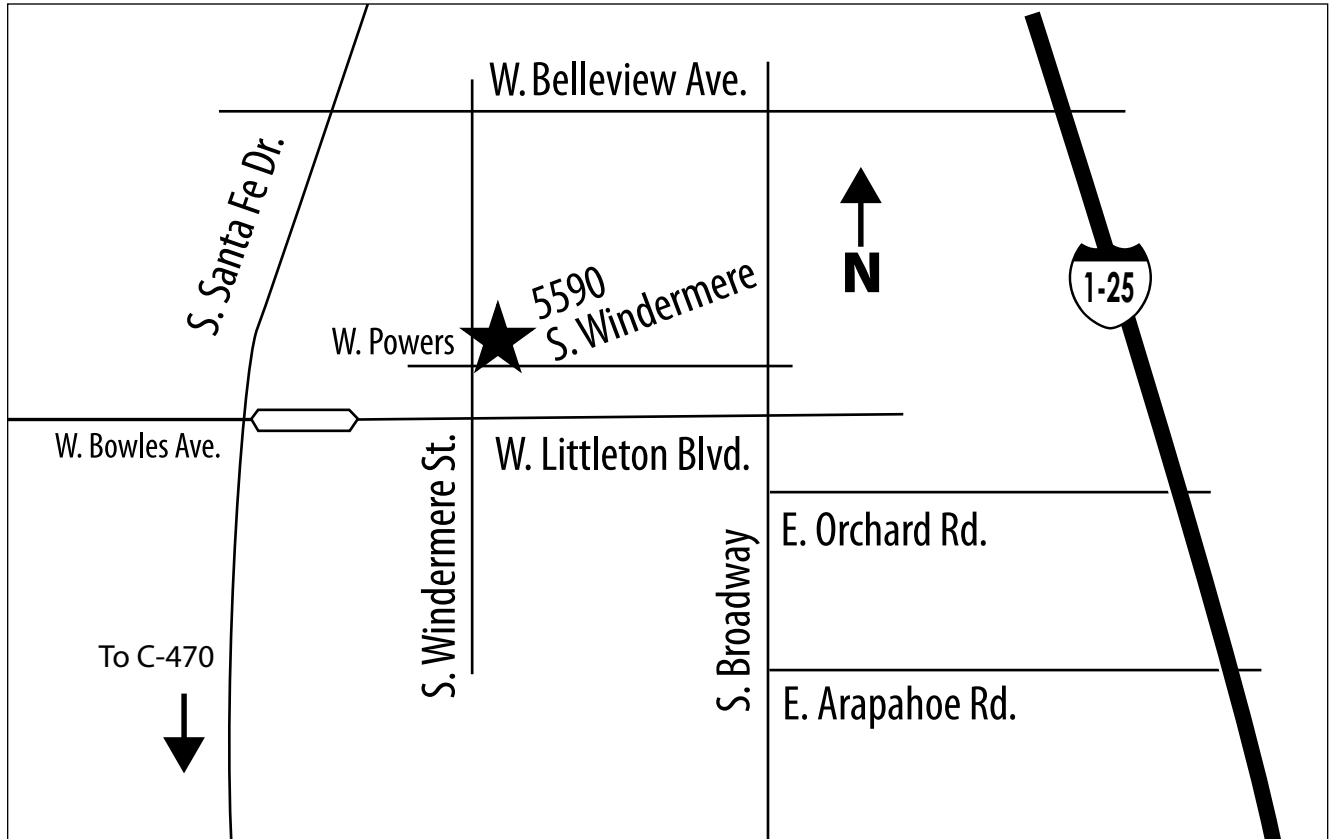 W. Belleview Ave.
S. Santa Fe Dr.
N
1-25
5590
S. Windermere
W. Powers
W. Bowles Ave.
W. Littleton Blvd.
S. Windermere St.
S. Broadway
E. Orchard Rd.
To C-470
E. Arapahoe Rd.